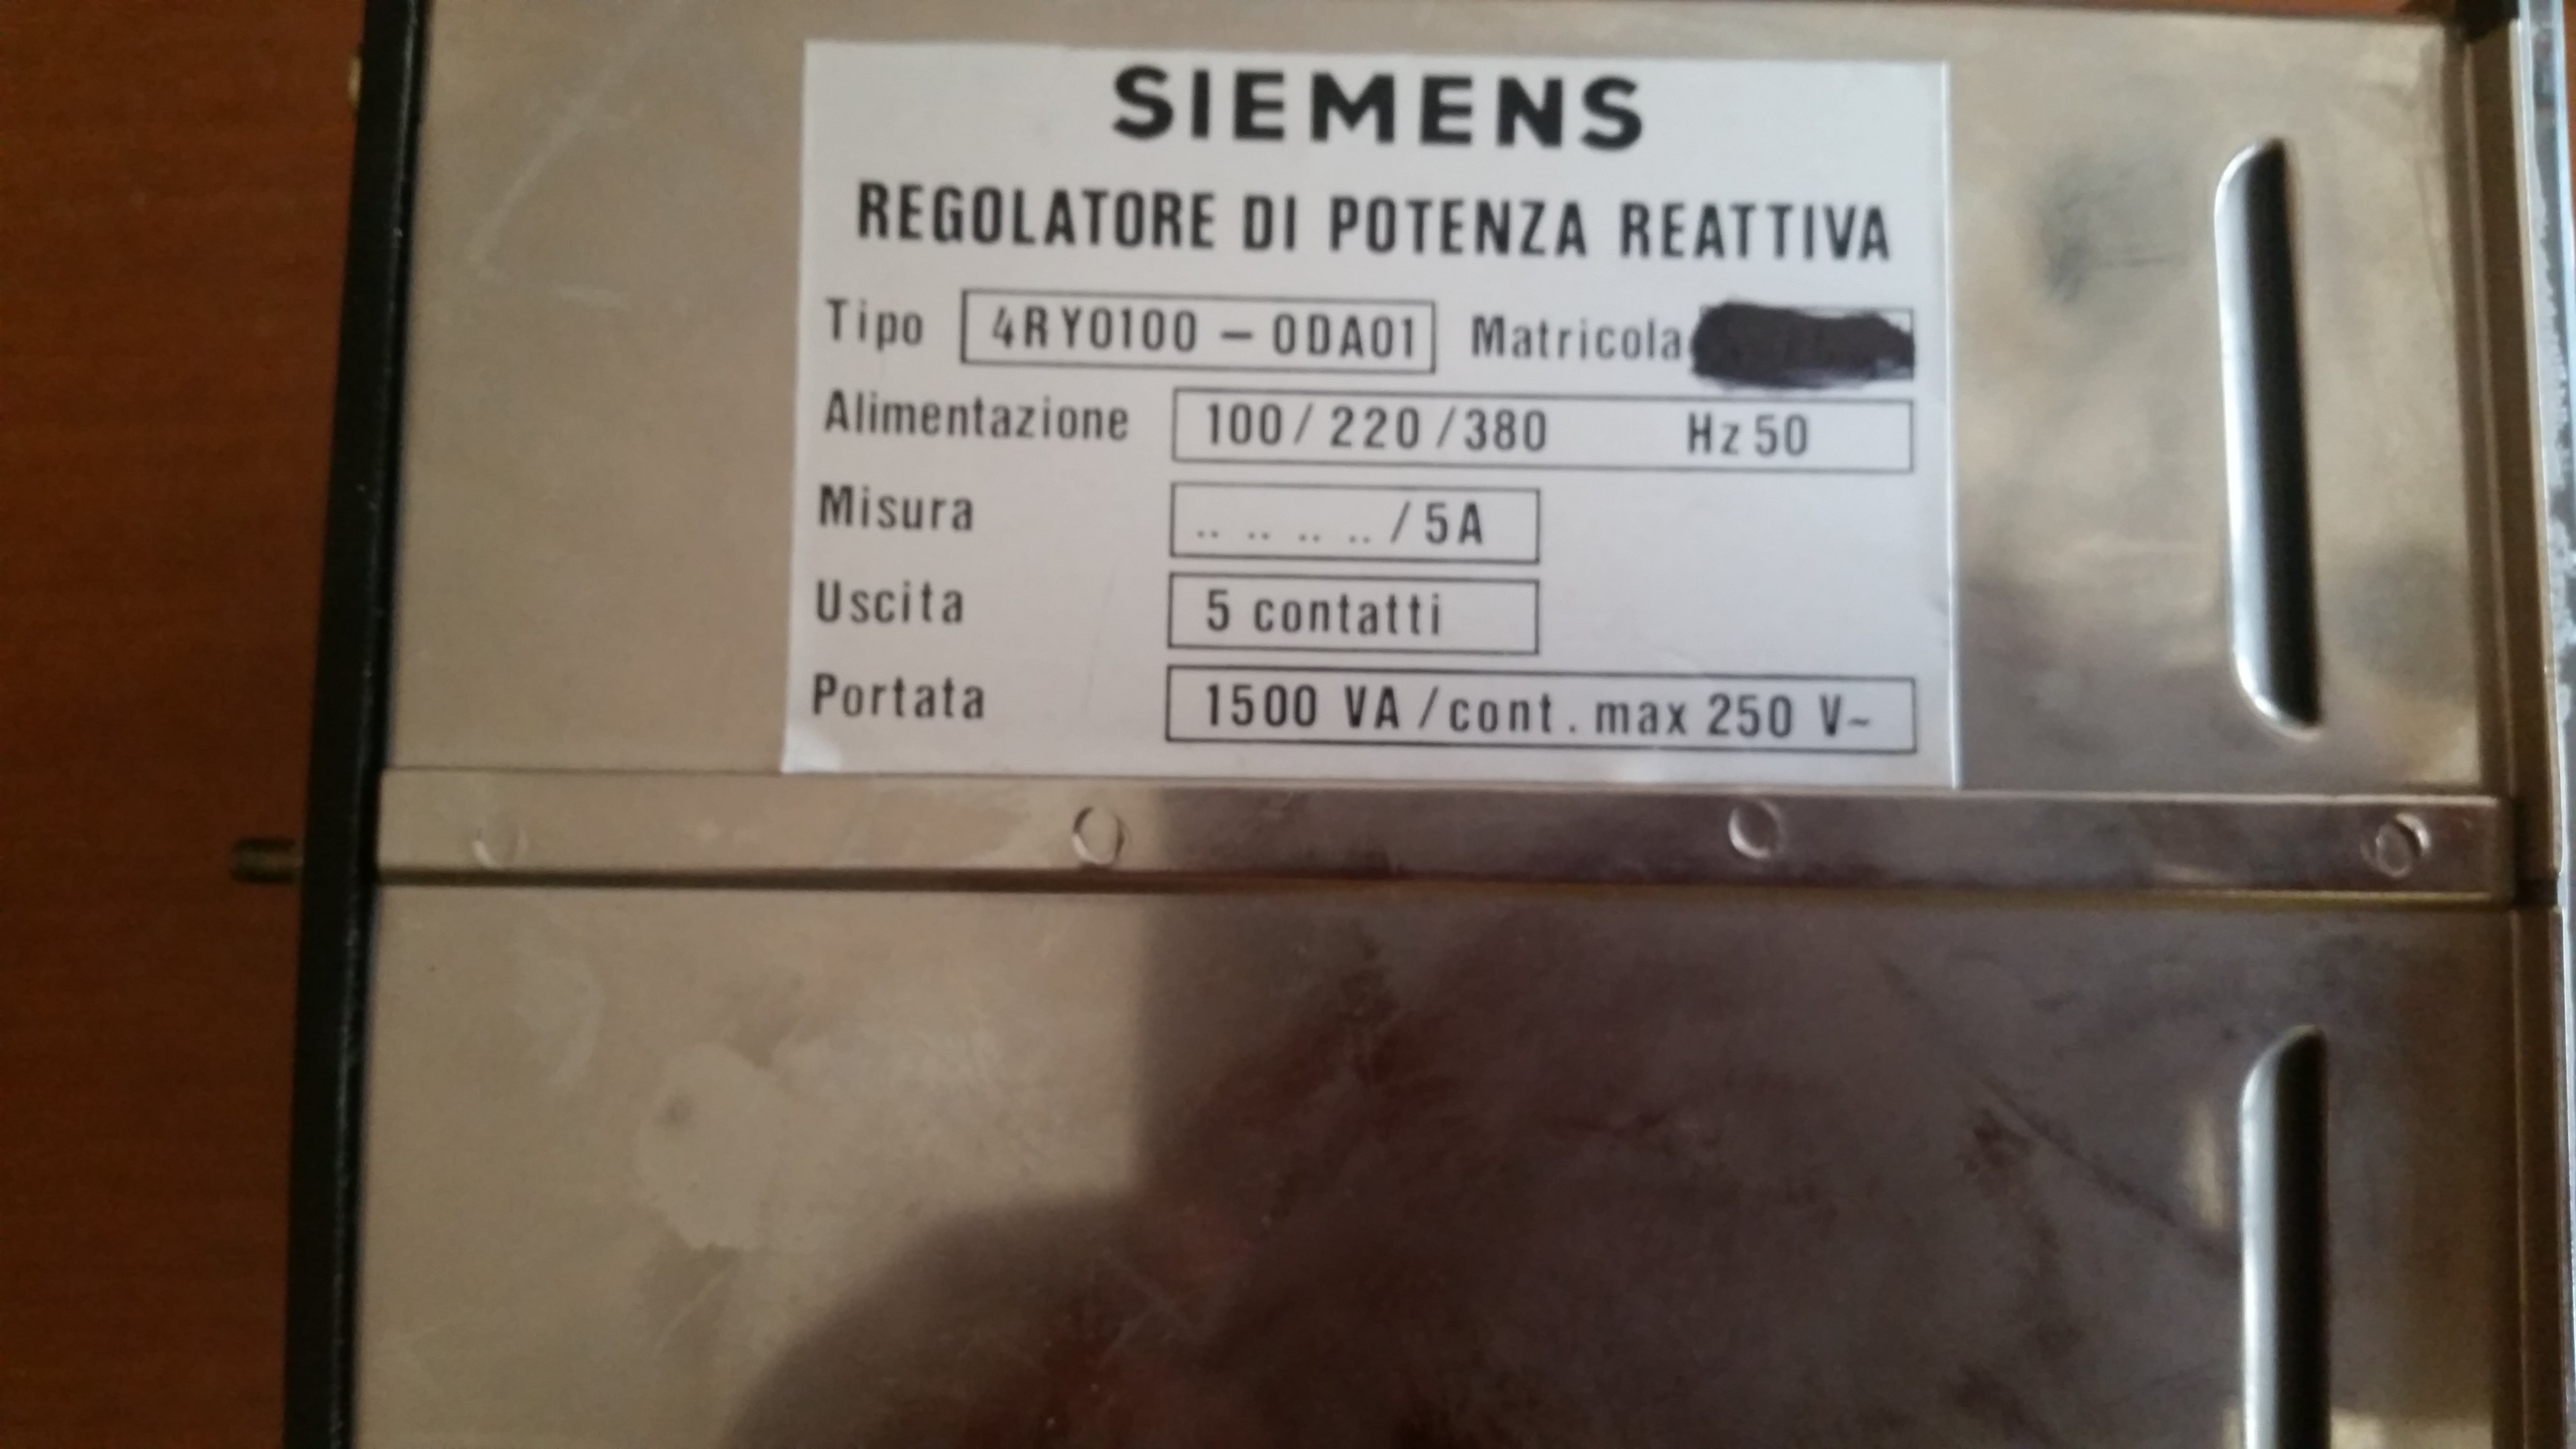 SIEMENS
REGOLATORE DI POTENZA REATTIVA
Tipo 4RY0100 - 0DA01 Matricola
Alimentazione 100/220/380 Hz 50
Misura .. .. .. .. /5A
Uscita 5 contatti
Portata 1500 VA/cont. max 250 V~